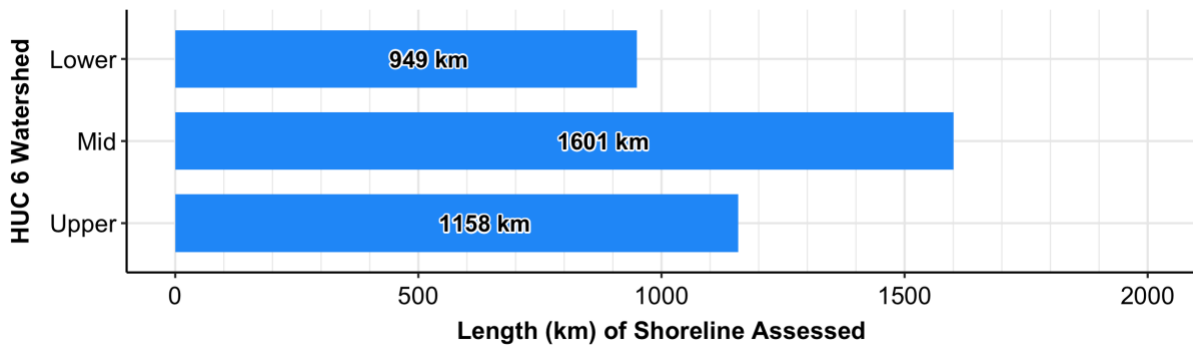 HUC 6 Watershed
Lower
949 km
Mid
1601 km
Upper
1158 km
0 500 1000 1500 2000
Length (km) of Shoreline Assessed